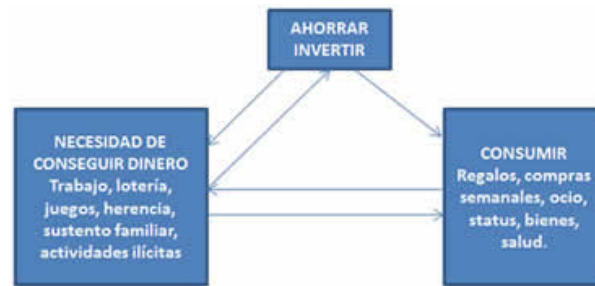 AHORRAR
INVERTIR
NECESIDAD DE
CONSEGUIR DINERO
Trabajo, lotería,
juegos, herencia,
sustento familiar,
actividades ilícitas
CONSUMIR
Regalos, compras
semanales, ocio,
status, bienes,
salud.